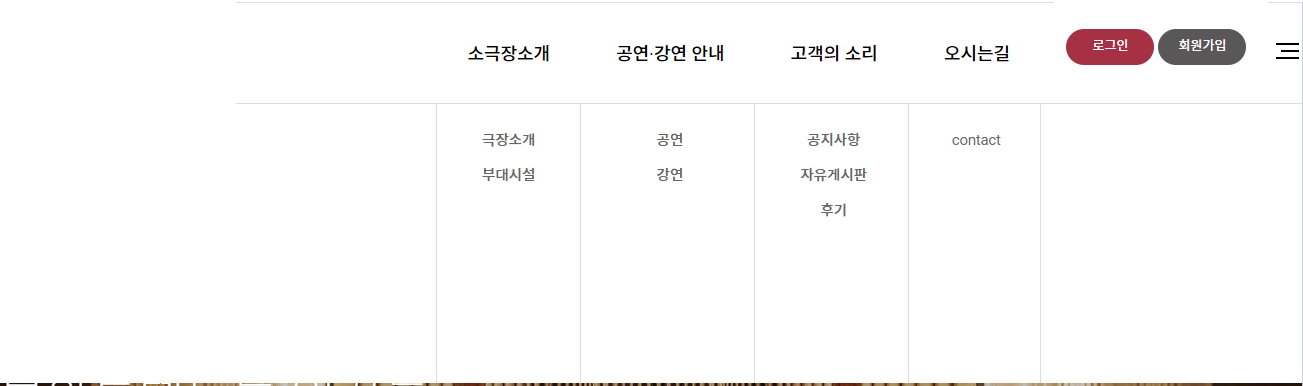 소극장소개 공연·강연 안내 고객의 소리 오시는길 로그인 회원가입
극장소개 공연 공지사항 contact
부대시설 강연 자유게시판
후기